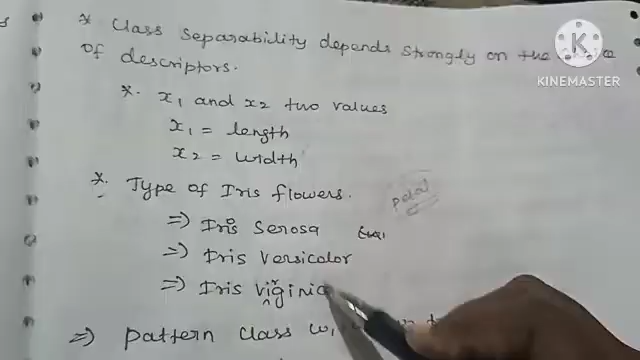 * Class separability depends strongly on the
of descriptors.
*. x₁ and x₂ two values
x₁ = length
x₂ = width
*. Type of Iris flowers.
petal
=> Iris Serosa
=> Iris Versicolor
=> Iris Virginic
=> pattern class
KINEMASTER